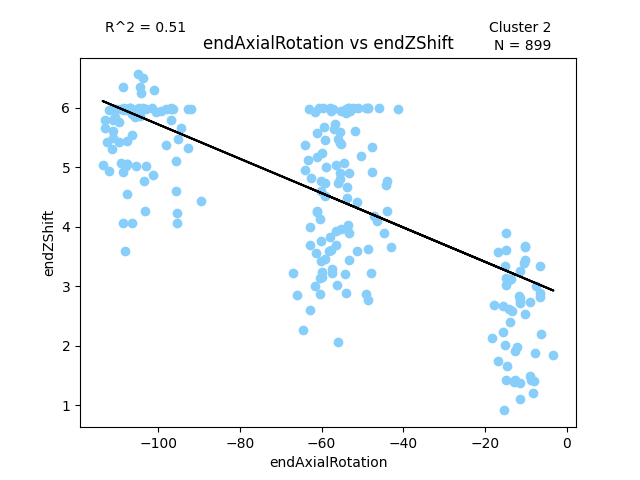 R^2 = 0.51
Cluster 2
N = 899
endAxialRotation vs endZShift
6
5
4
3
2
1
endZShift
−100
−80
−60
−40
−20
0
endAxialRotation